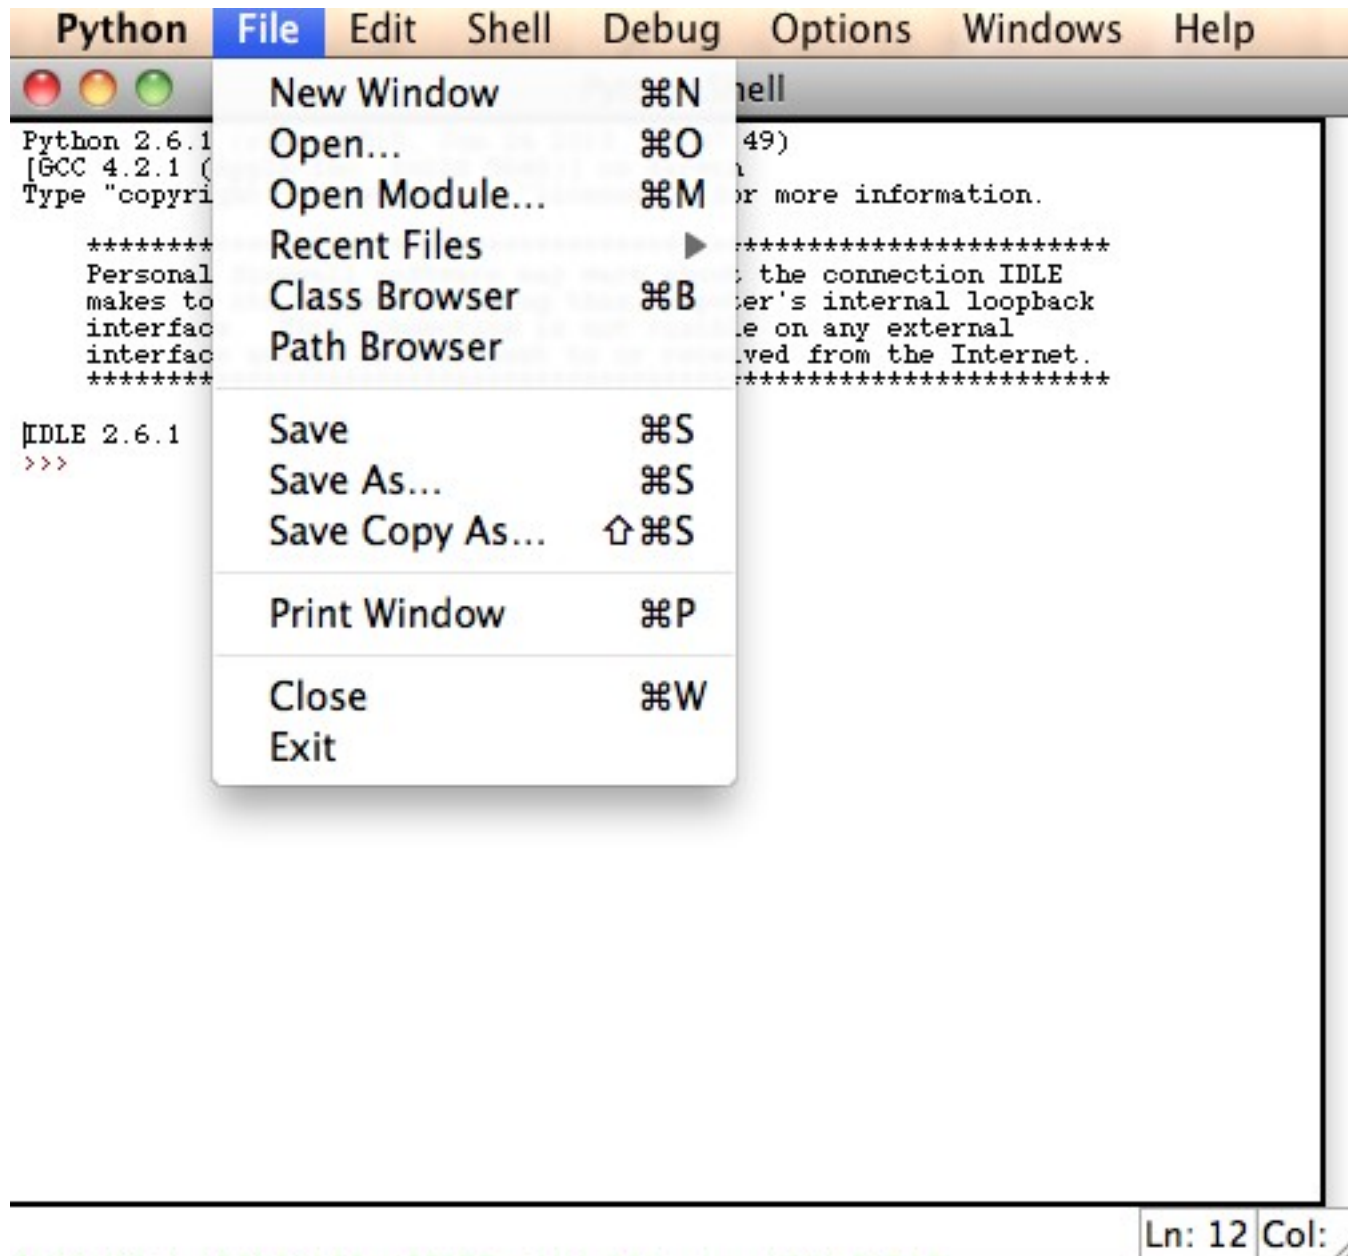 Python File Edit Shell Debug Options Windows Help
New Window ⌘N ell
Python 2.6.1 Open... ⌘O 49)
[GCC 4.2.1 (
Type "copyri Open Module... ⌘M r more information.
********* Recent Files ▶ ************************
Personal the connection IDLE
makes to Class Browser ⌘B er's internal loopback
interfac e on any external
interfac Path Browser ved from the Internet.
******** ************************
Save ⌘S
IDLE 2.6.1
>>>
Save As... ⌘S
Save Copy As... ⇧⌘S
Print Window ⌘P
Close ⌘W
Exit
Ln: 12 Col: